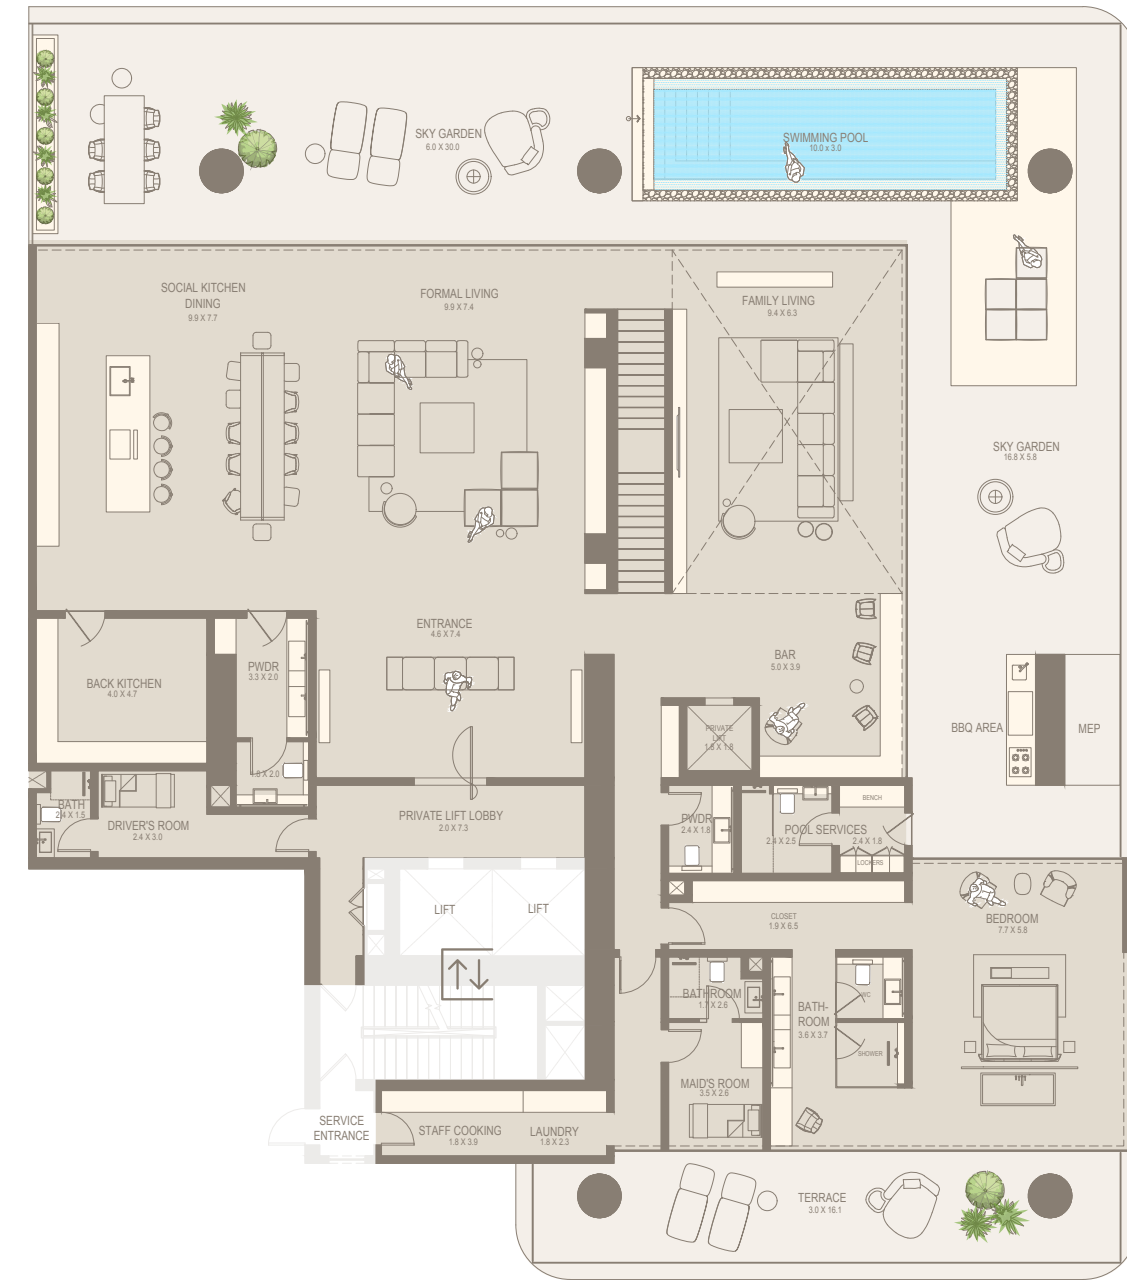 SKY GARDEN
6.0 X 30.0
SWIMMING POOL
10.0 x 3.0
SOCIAL KITCHEN
DINING
9.9 X 7.7
FORMAL LIVING
9.9 X 7.4
FAMILY LIVING
9.4 X 6.3
SKY GARDEN
16.8 X 5.8
ENTRANCE
4.6 X 7.4
BAR
5.0 X 3.9
BACK KITCHEN
4.0 X 4.7
PWDR
3.3 X 2.0
PRIVATE
LIFT
1.8 X 1.8
BBQ AREA
MEP
1.8 X 2.0
BATH
2.4 X 1.5
DRIVER'S ROOM
2.4 X 3.0
PRIVATE LIFT LOBBY
2.0 X 7.3
PWDR
2.4 X 1.8
POOL SERVICES
2.4 X 2.5
2.4 X 1.8
BENCH
LOCKERS
LIFT
LIFT
CLOSET
1.9 X 6.5
BEDROOM
7.7 X 5.8
BATHROOM
1.7 X 2.6
BATH-
ROOM
3.6 X 3.7
WC
SHOWER
MAID'S ROOM
3.5 X 2.6
SERVICE
ENTRANCE
STAFF COOKING
1.8 X 3.9
LAUNDRY
1.8 X 2.3
TERRACE
3.0 X 16.1